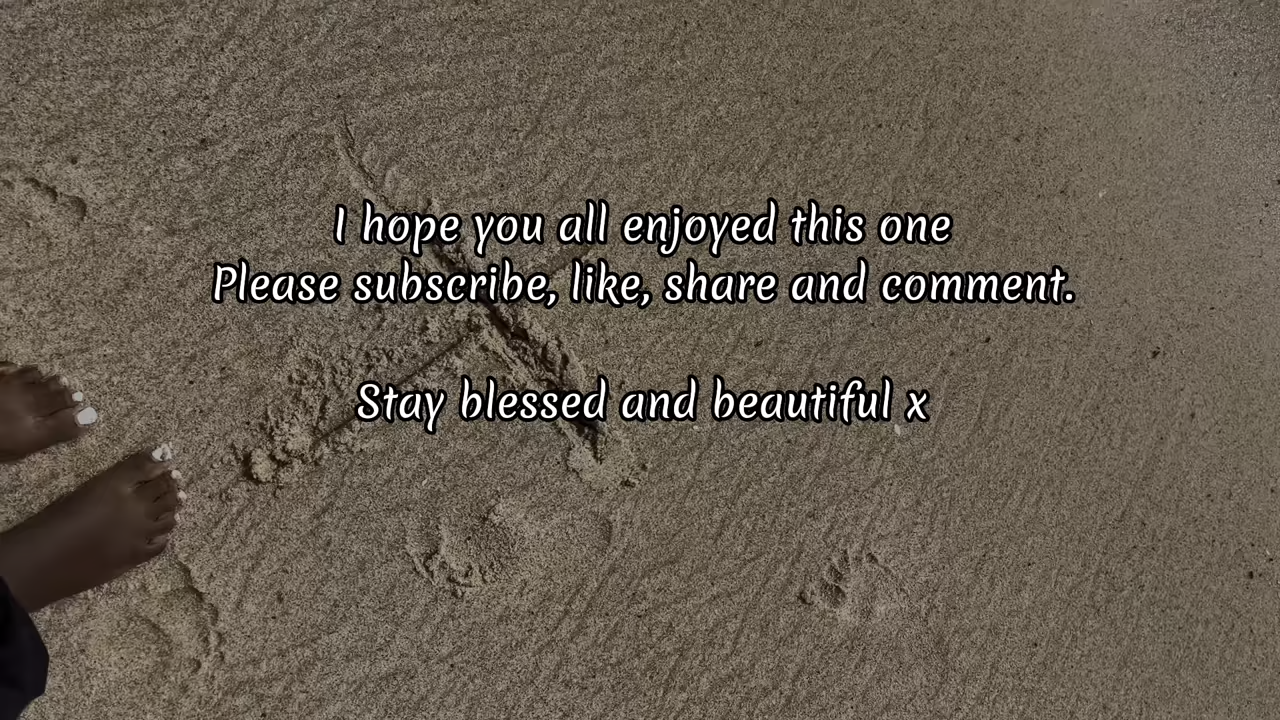 I hope you all enjoyed this one
Please subscribe, like, share and comment.
Stay blessed and beautiful x